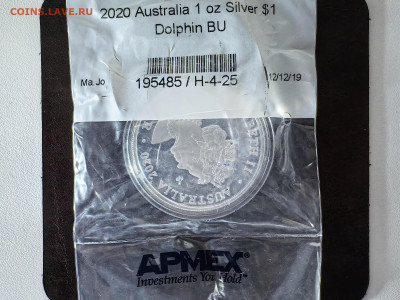 COINS.LAVE.RU
2020 Australia 1 oz Silver $1
Dolphin BU
Ma.Jo
195485 / H-4-25
12/12/19
AUSTRALIA 2020
APMEX
Investments You Hold